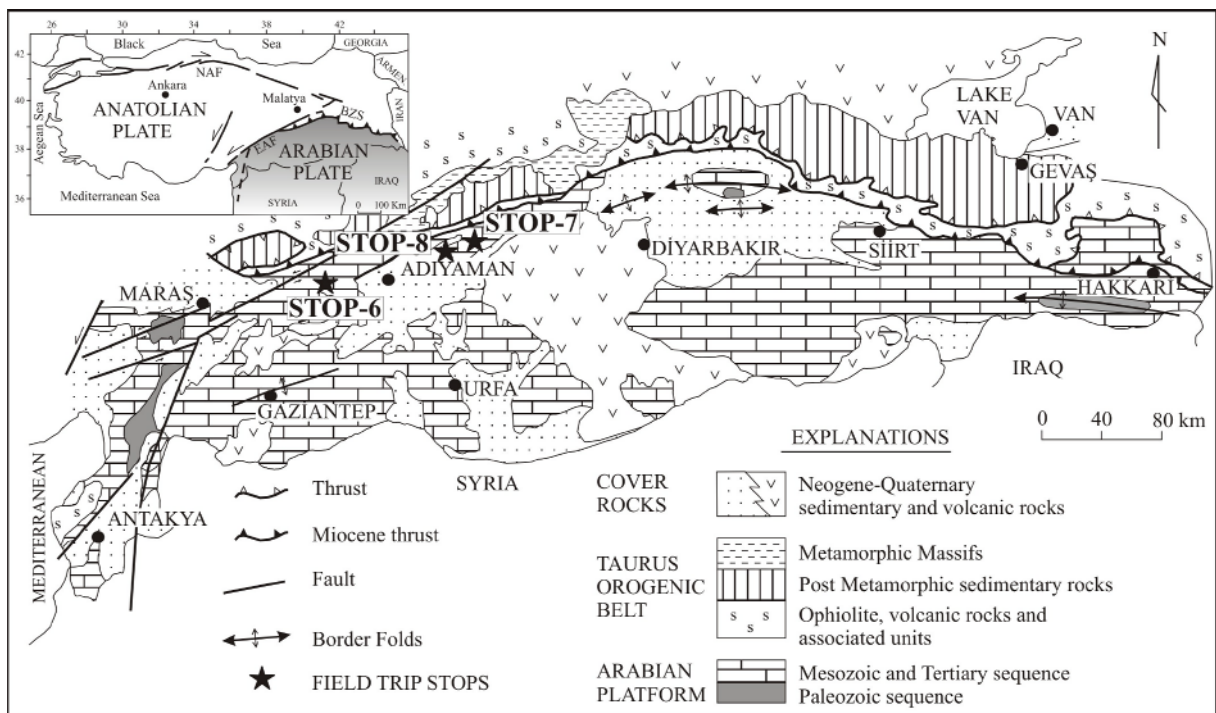 26 30 32 34 38 40 42
42
40
38
36
Black Sea
GEORGIA
ARMEN
IRAN
NAF
Ankara
Malatya
ANATOLIAN
PLATE
BZS
EAF
ARABIAN
PLATE
IRAQ
SYRIA
0 100 Km
Aegean Sea
Mediterranean Sea
N
LAKE
VAN
VAN
GEVAŞ
STOP-7
STOP-8
STOP-6
ADIYAMAN
MARAŞ
DİYARBAKIR
SİİRT
HAKKARİ
GAZİANTEP
URFA
IRAQ
SYRIA
ANTAKYA
MEDITERRANEAN
0 40 80 km
EXPLANATIONS
Thrust
Miocene thrust
Fault
Border Folds
FIELD TRIP STOPS
COVER
ROCKS
Neogene-Quaternary
sedimentary and volcanic rocks
TAURUS
OROGENIC
BELT
Metamorphic Massifs
Post Metamorphic sedimentary rocks
Ophiolite, volcanic rocks and
associated units
ARABIAN
PLATFORM
Mesozoic and Tertiary sequence
Paleozoic sequence